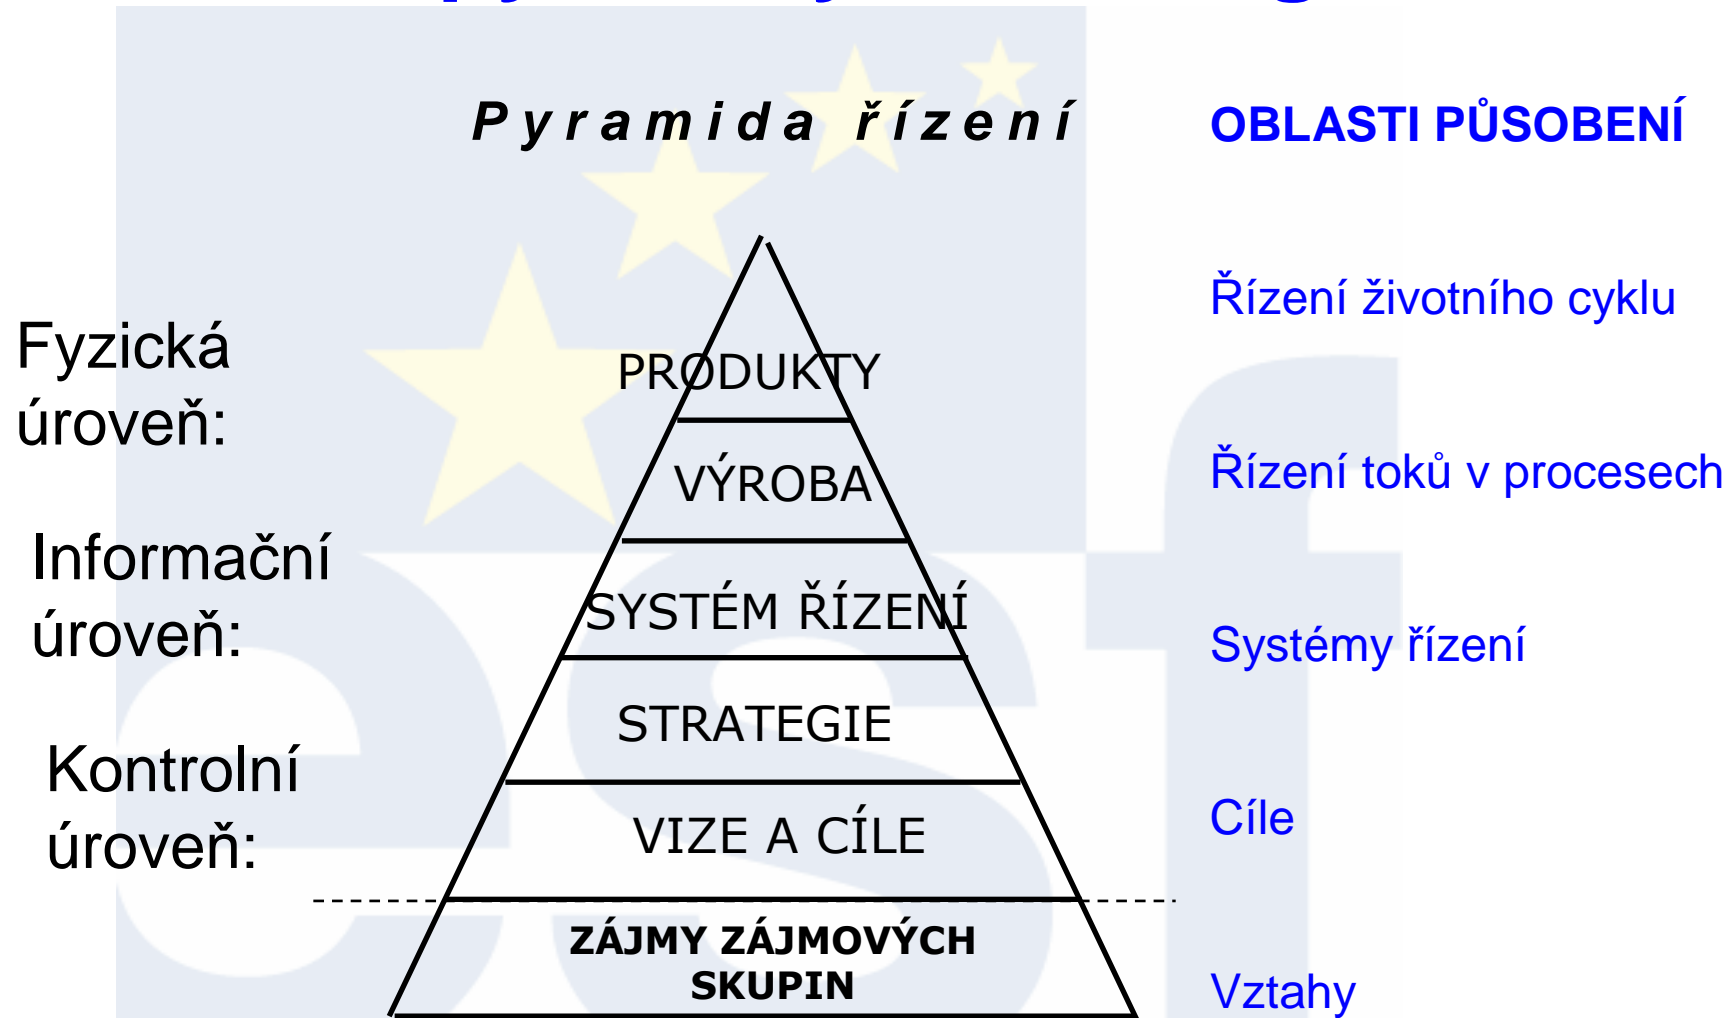 Pyramida řízení
OBLASTI PŮSOBENÍ
Řízení životního cyklu
Fyzická
úroveň:
PRODUKTY
Řízení toků v procesech
VÝROBA
Informační
úroveň:
SYSTÉM ŘÍZENÍ
Systémy řízení
STRATEGIE
Kontrolní
úroveň:
VIZE A CÍLE
Cíle
ZÁJMY ZÁJMOVÝCH
SKUPIN
Vztahy
esf